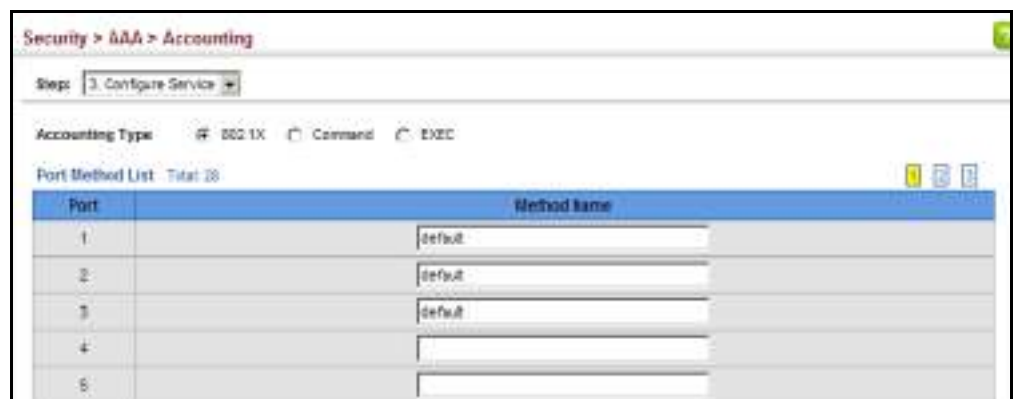 Security > AAA > Accounting
Step: 3. Configure Service
Accounting Type 802.1X Command EXEC
Port Method List Total: 28 1 2 3
Port Method Name
1 default
2 default
3 default
4
5